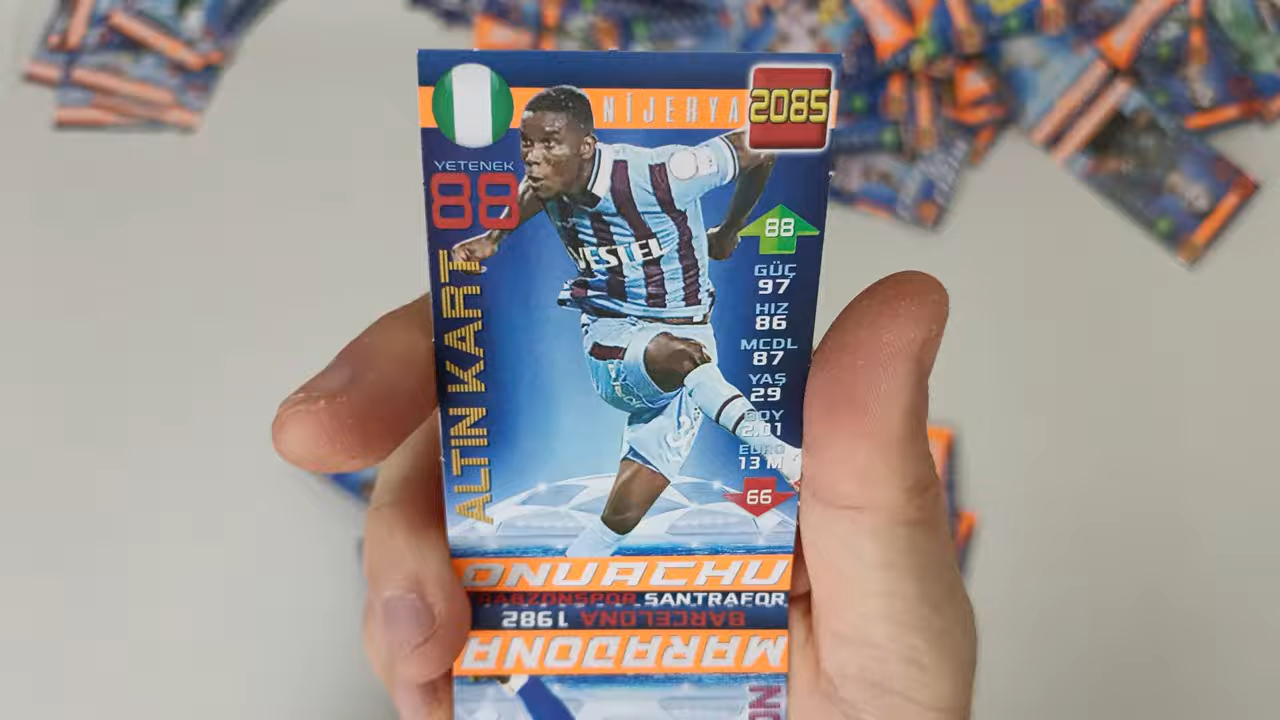 NİJERYA
2085
YETENEK
88
ALTIN KART
VESTEL
88
GÜÇ
97
HIZ
86
MCDL
87
YAŞ
29
BOY
2.01
EURO
13 M
66
ONUACHU
TRABZONSPOR SANTRAFOR
BARCELONA 1982
MARADONA